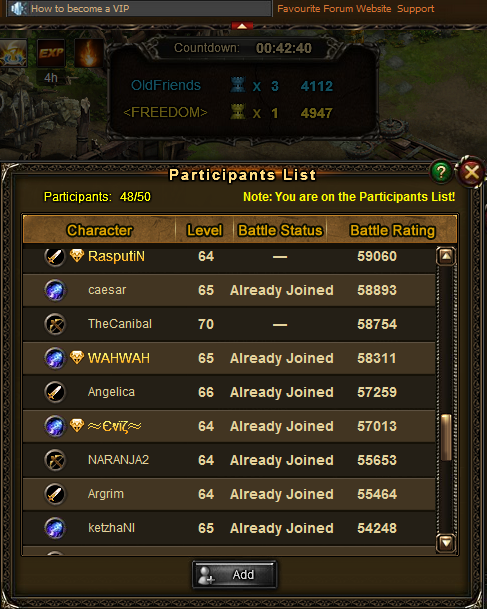 How to become a VIP Favourite Forum Website Support
EXP
4h
Countdown: 00:42:40
OldFriends x 3 4112
<FREEDOM> x 1 4947
Participants List
?
Participants: 48/50 Note: You are on the Participants List!
Character Level Battle Status Battle Rating
RasputiN 64 — 59060
caesar 65 Already Joined 58893
TheCanibal 70 — 58754
WAHWAH 65 Already Joined 58311
Angelica 66 Already Joined 57259
64 Already Joined 57013
NARANJA2 64 Already Joined 55653
Argrim 64 Already Joined 55464
ketzhaNl 65 Already Joined 54248
Add